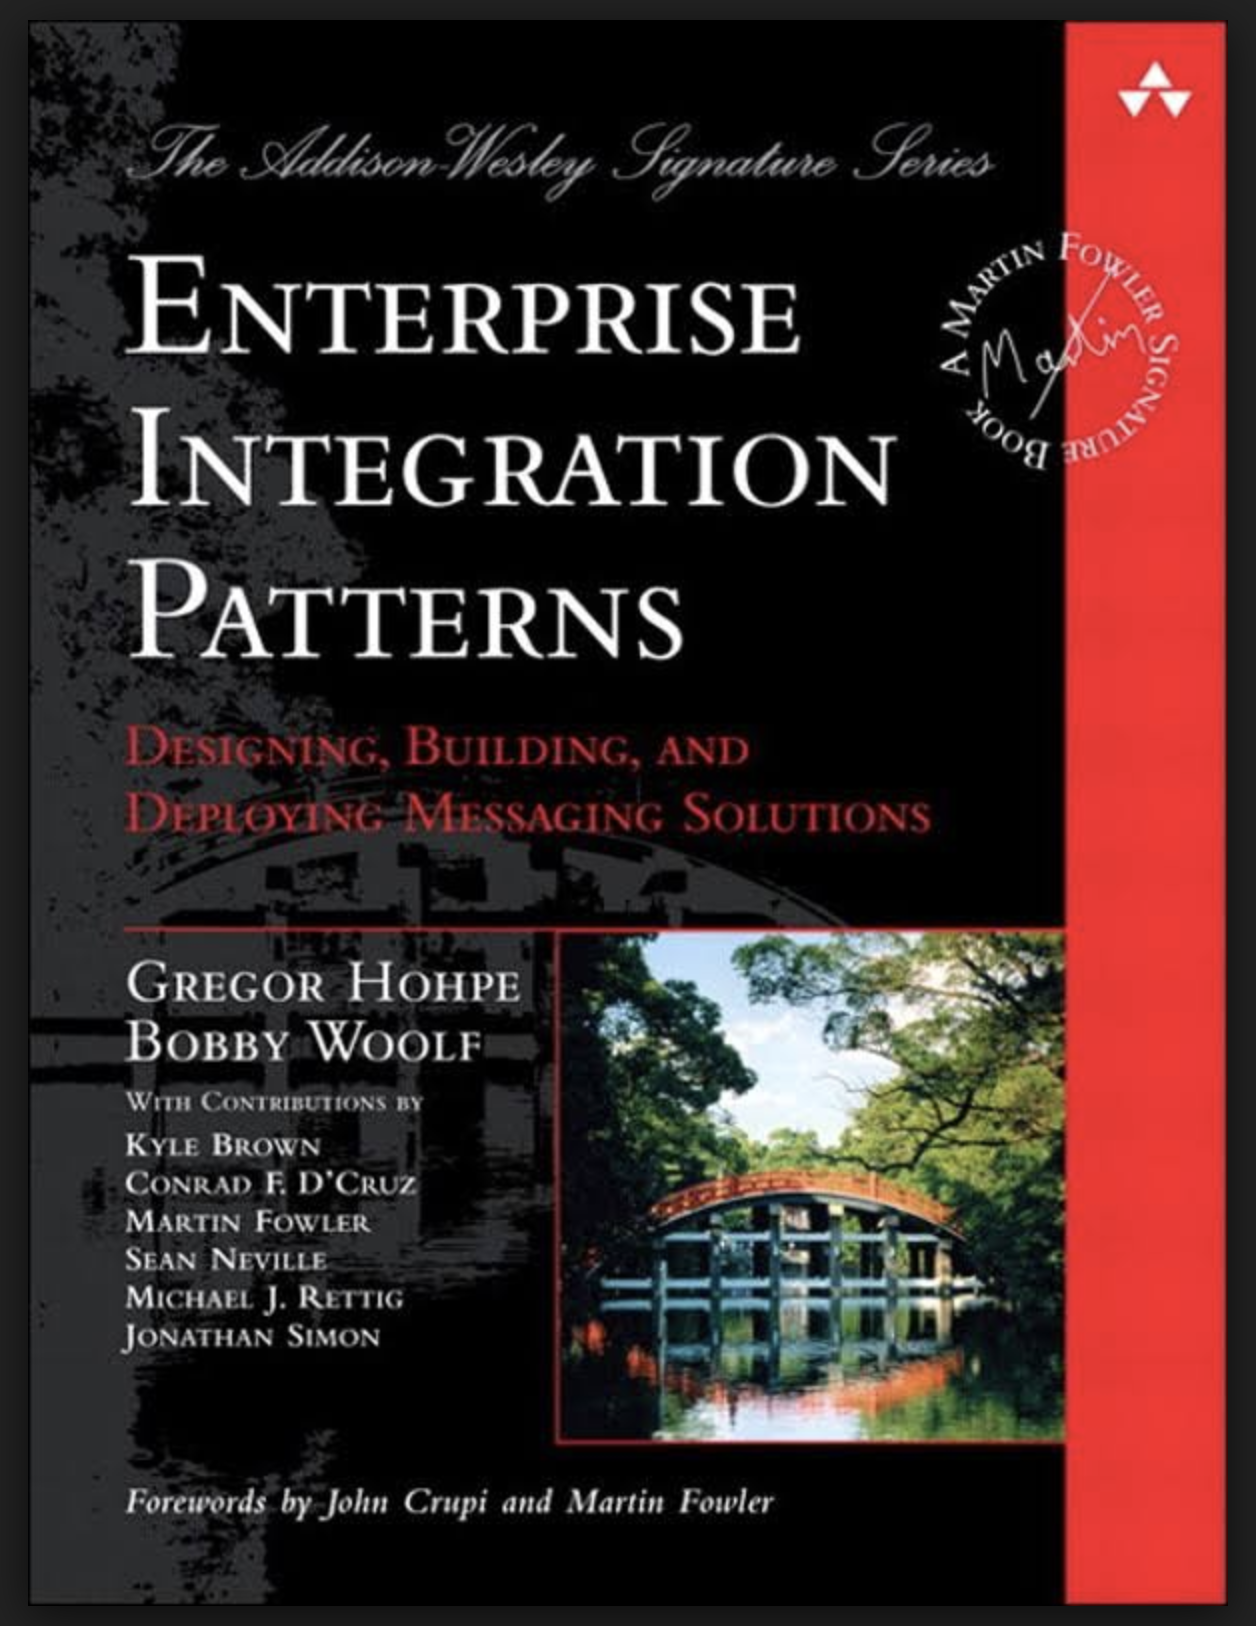 The Addison-Wesley Signature Series
ENTERPRISE
INTEGRATION
PATTERNS
A MARTIN FOWLER SIGNATURE BOOK
Martin
DESIGNING, BUILDING, AND
DEPLOYING MESSAGING SOLUTIONS
GREGOR HOHPE
BOBBY WOOLF
WITH CONTRIBUTIONS BY
KYLE BROWN
CONRAD F. D'CRUZ
MARTIN FOWLER
SEAN NEVILLE
MICHAEL J. RETTIG
JONATHAN SIMON
Forewords by John Crupi and Martin Fowler